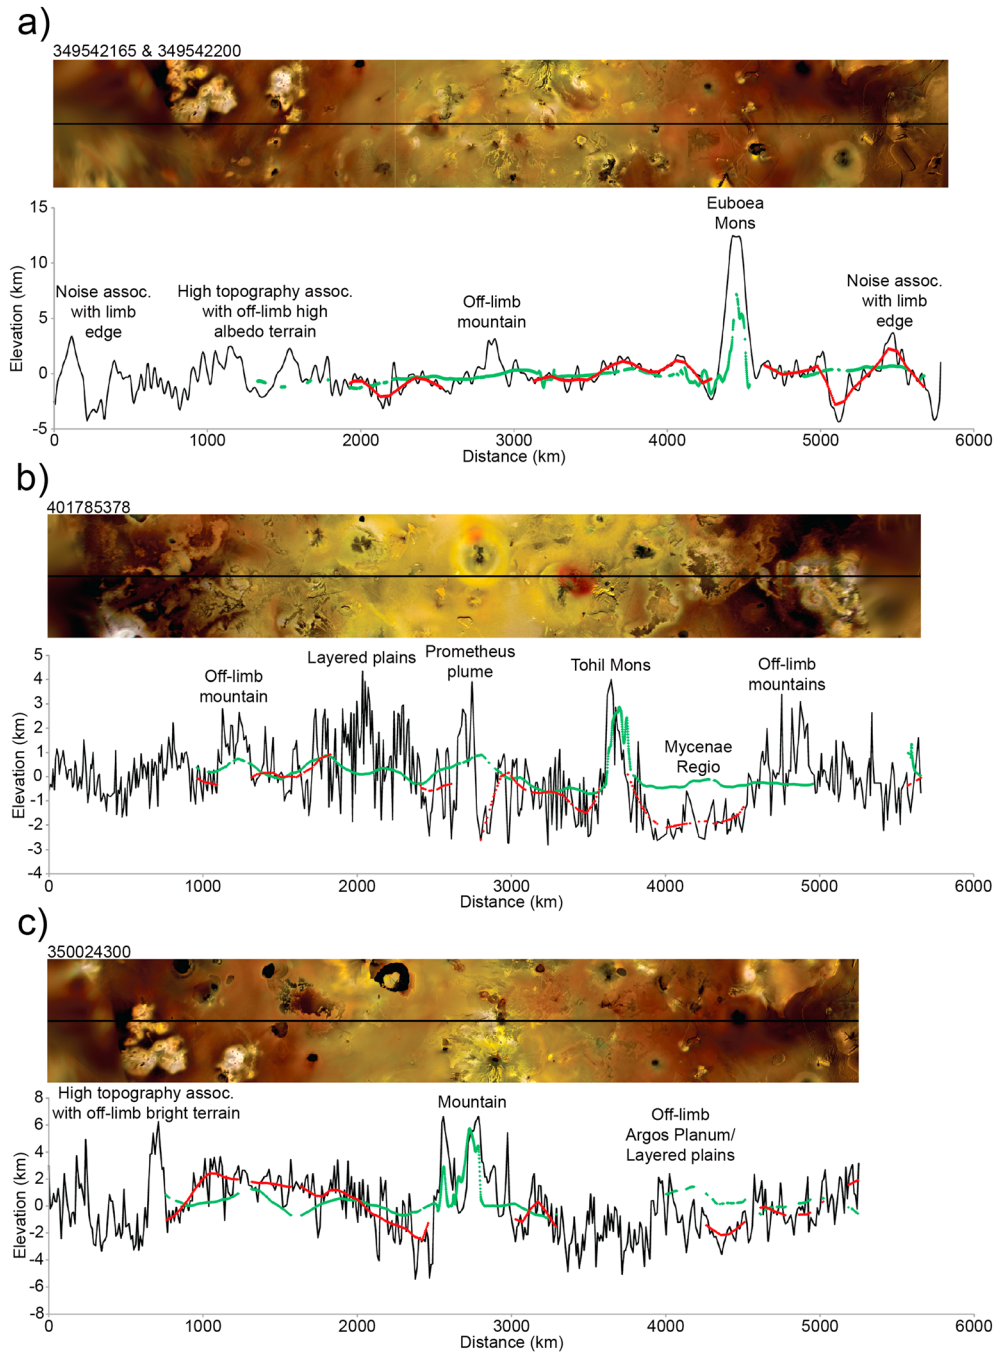 a)
349542165 & 349542200
Euboea
Mons
Noise assoc.
with limb
edge
High topography assoc.
with off-limb high
albedo terrain
Off-limb
mountain
Noise assoc.
with limb
edge
Elevation (km)
15
10
5
0
-5
0 1000 2000 3000 4000 5000 6000
Distance (km)
b)
401785378
Off-limb
mountain
Layered plains
Prometheus
plume
Tohil Mons
Mycenae
Regio
Off-limb
mountains
Elevation (km)
5
4
3
2
1
0
-1
-2
-3
-4
0 1000 2000 3000 4000 5000 6000
Distance (km)
c)
350024300
High topography assoc.
with off-limb bright terrain
Mountain
Off-limb
Argos Planum/
Layered plains
Elevation (km)
8
6
4
2
0
-2
-4
-6
-8
0 1000 2000 3000 4000 5000 6000
Distance (km)